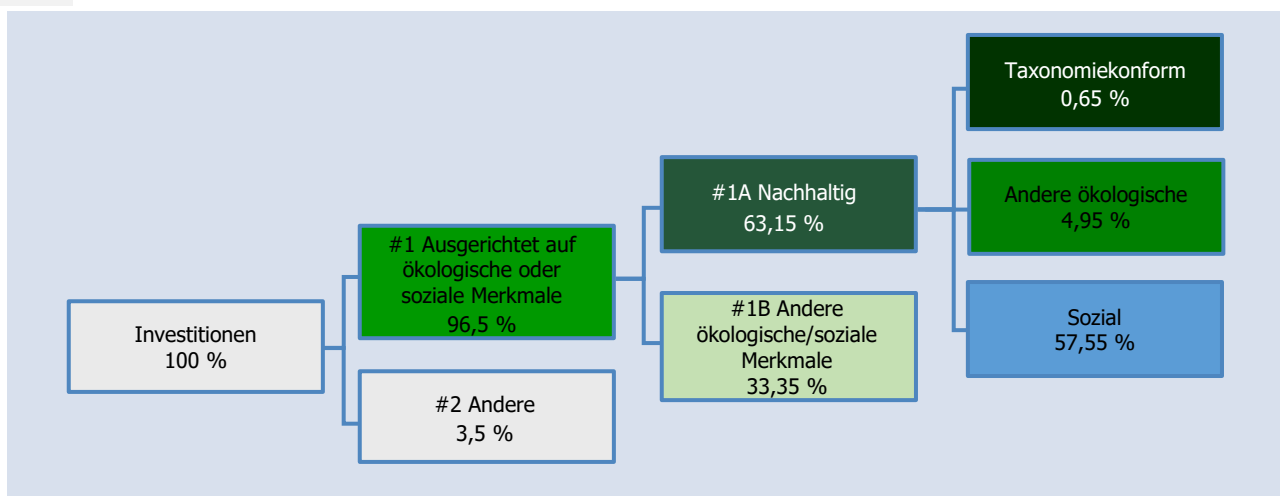 Investitionen
100 %
#1 Ausgerichtet auf
ökologische oder
soziale Merkmale
96,5 %
#2 Andere
3,5 %
#1A Nachhaltig
63,15 %
#1B Andere
ökologische/soziale
Merkmale
33,35 %
Taxonomiekonform
0,65 %
Andere ökologische
4,95 %
Sozial
57,55 %